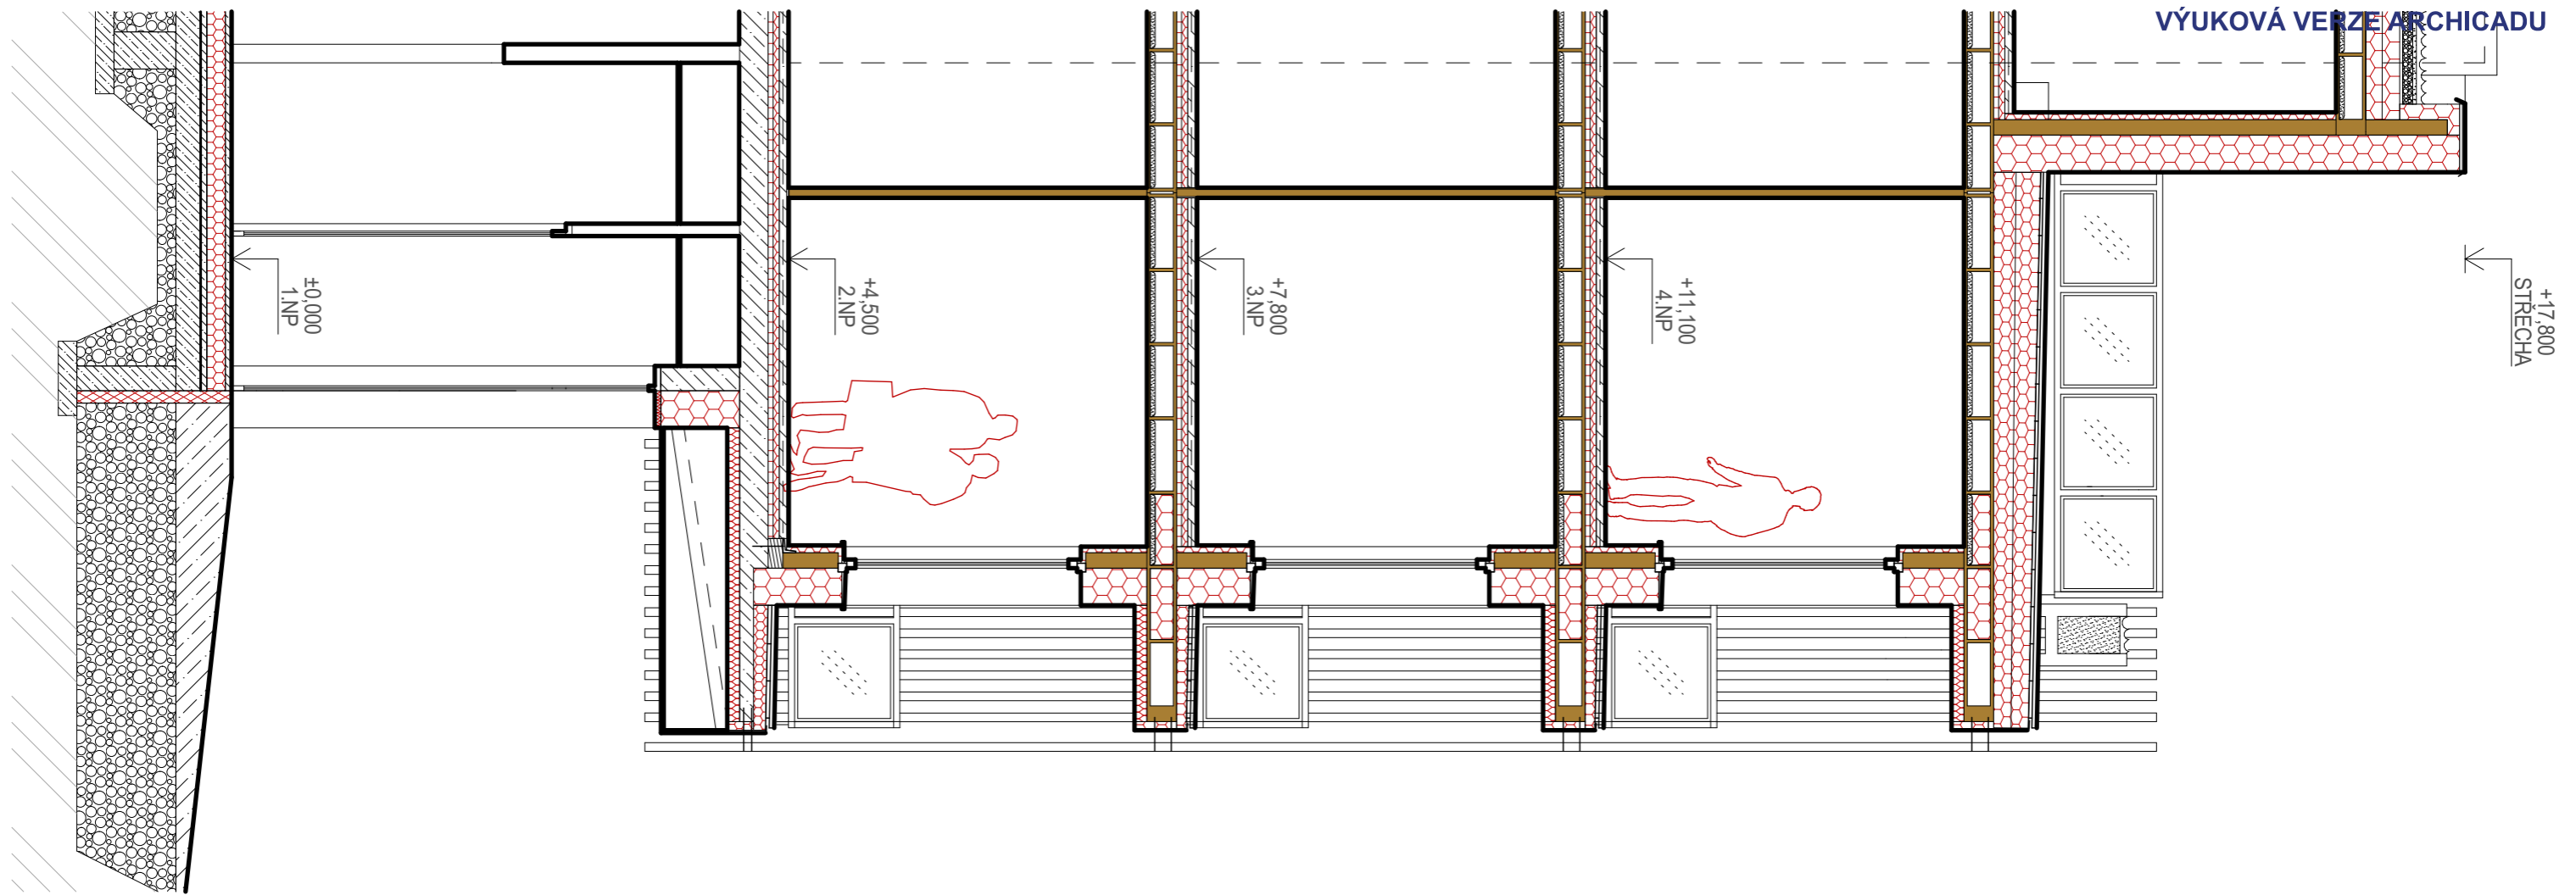 VÝUKOVÁ VERZE ARCHICADU
±0,000
1.NP
+4,500
2.NP
+7,800
3.NP
+11,100
4.NP
+17,800
STŘECHA